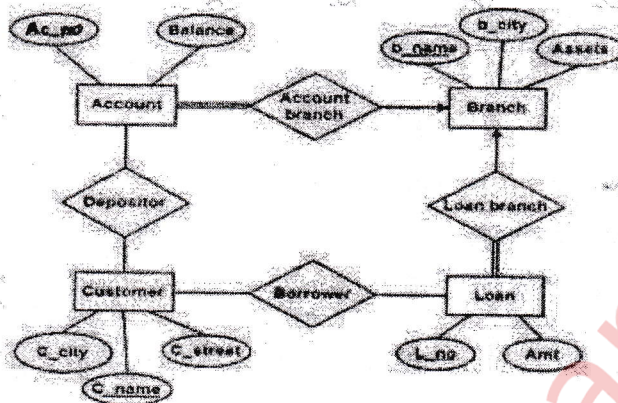 b_city
Ac_no Balance
b_name Assets
Account Account branch Branch
Depositor Loan branch
Customer Borrower Loan
C_city C_street L_no Amt
C_name